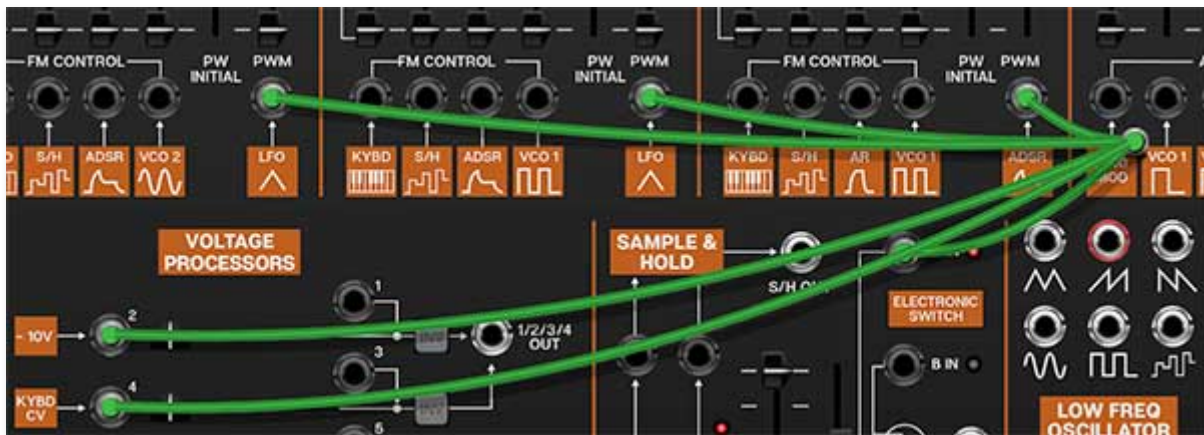 FM CONTROL
PW
INITIAL
PWM
FM CONTROL
PW
INITIAL
PWM
FM CONTROL
PW
INITIAL
PWM
A
S/H
ADSR
VCO 2
LFO
KYBD
S/H
ADSR
VCO 1
LFO
KYBD
S/H
AR
VCO 1
ADSR
MOD
VCO 1
VOLTAGE
PROCESSORS
SAMPLE &
HOLD
S/H OUT
ELECTRONIC
SWITCH
1
2
- 10V
1/2/3/4
OUT
3
B IN
4
KYBD
CV
5
LOW FREQ
OSCILLATOR